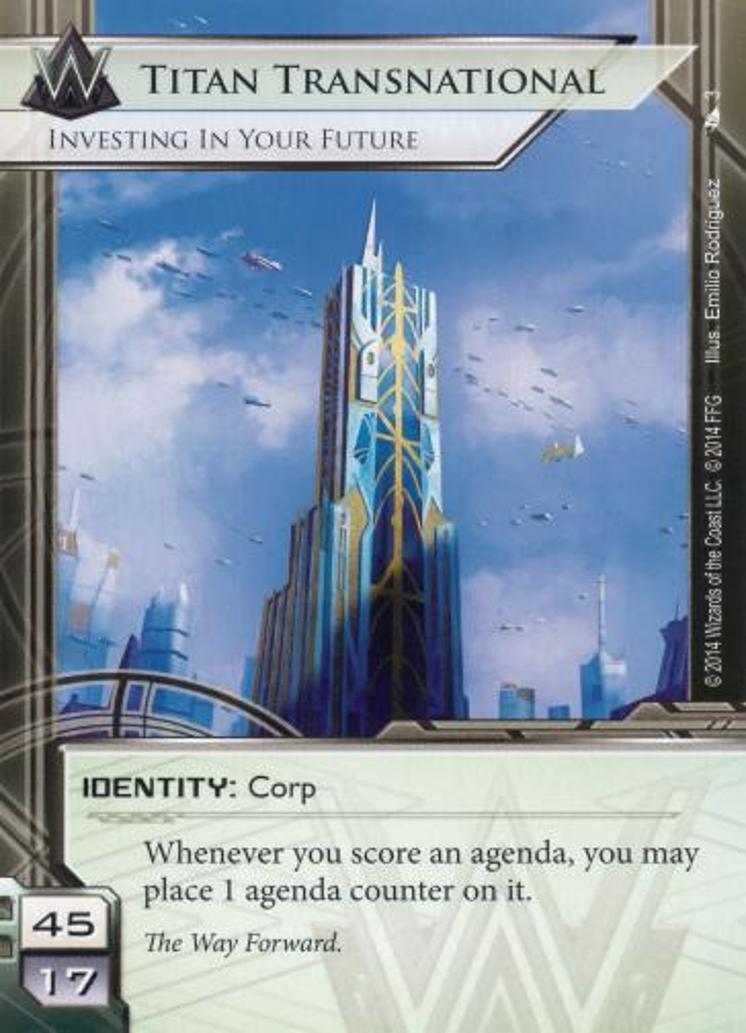 TITAN TRANSNATIONAL
INVESTING IN YOUR FUTURE
3
© 2014 Wizards of the Coast LLC. © 2014 FFG Illus. Emilio Rodriguez
IDENTITY: Corp
Whenever you score an agenda, you may
place 1 agenda counter on it.
The Way Forward.
45
17